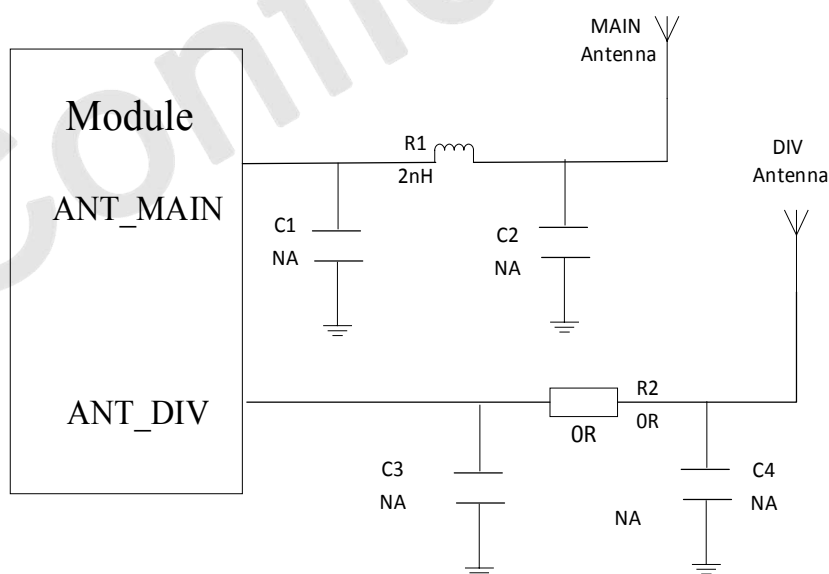 Confi
MAIN
Antenna
Module
R1
2nH
DIV
Antenna
ANT_MAIN
C1
NA
C2
NA
ANT_DIV
R2
0R
0R
C3
NA
C4
NA
NA